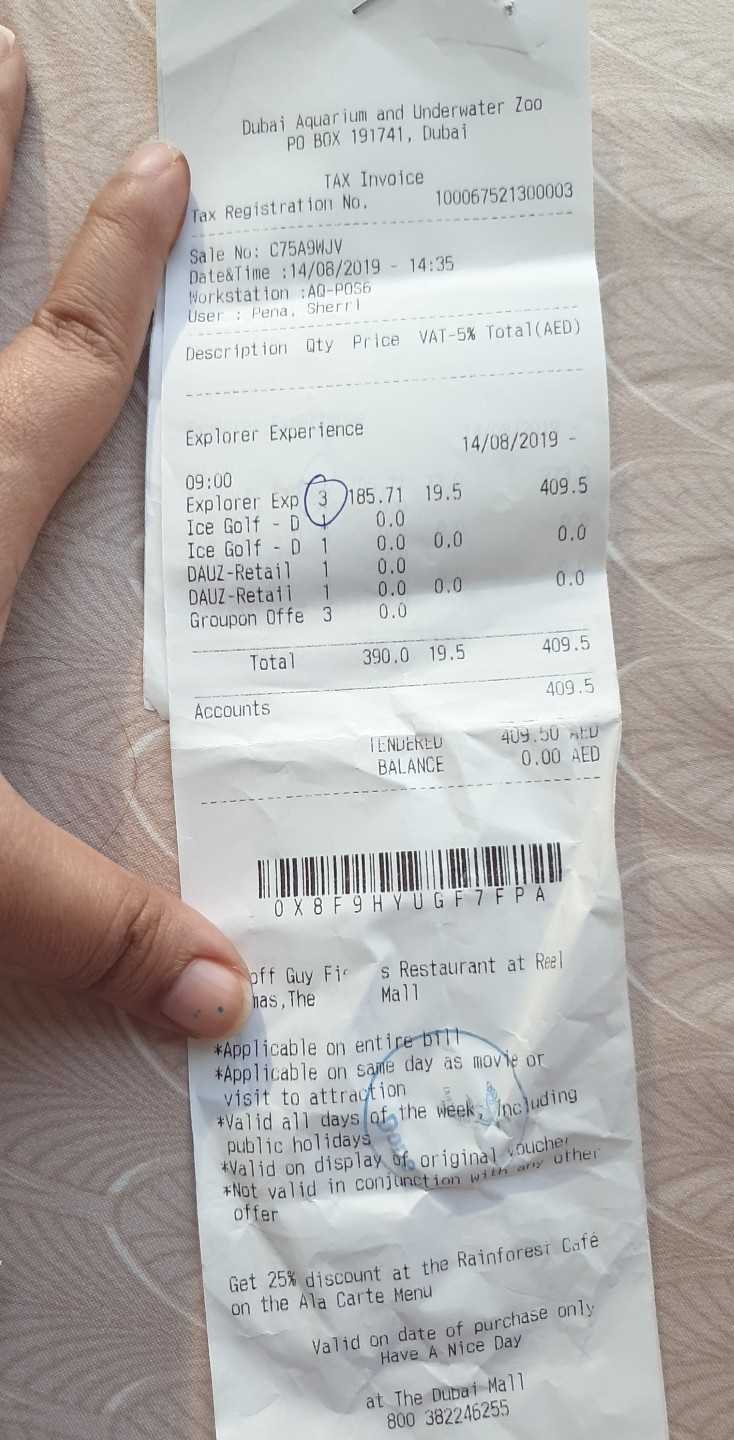 Dubai Aquarium and Underwater Zoo
PO BOX 191741, Dubai
TAX Invoice
Tax Registration No. 100067521300003
Sale No: C75A9WJV
Date&Time :14/08/2019 - 14:35
Workstation :AQ-POS6
User : Pena, Sherrl
Description Qty Price VAT-5% Total(AED)
Explorer Experience
14/08/2019 -
09:00
Explorer Exp 3 185.71 19.5 409.5
Ice Golf - D 1 0.0
Ice Golf - D 1 0.0 0.0 0.0
DAUZ-Retail 1 0.0
DAUZ-Retail 1 0.0 0.0 0.0
Groupon Offe 3 0.0
Total 390.0 19.5 409.5
Accounts 409.5
TENDERED 409.50 AED
BALANCE 0.00 AED
0X8F9HYUGF7FPA
off Guy s Restaurant at Reel
The Mall
*Applicable on entire bill
*Applicable on same day as movie or
visit to attraction
*Valid all days of the week, including
public holidays
*Valid on display of original voucher
*Not valid in conjunction with any other
offer
Get 25% discount at the Rainforest Café
on the Ala Carte Menu
Valid on date of purchase only
Have A Nice Day
at The Dubai Mall
800 382246255